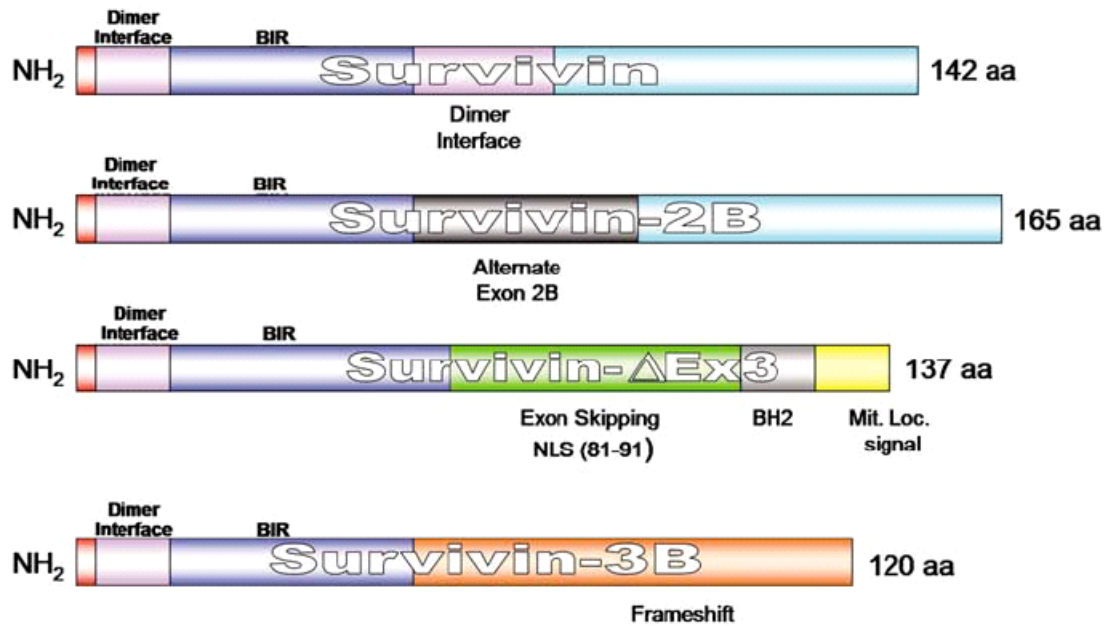 Dimer
Interface
BIR
NH2
Survivin
142 aa
Dimer
Interface
Dimer
Interface
BIR
NH2
Survivin-2B
165 aa
Alternate
Exon 2B
Dimer
Interface
BIR
NH2
Survivin-△Ex3
137 aa
Exon Skipping
NLS (81-91)
BH2
Mit. Loc.
signal
Dimer
Interface
BIR
NH2
Survivin-3B
120 aa
Frameshift